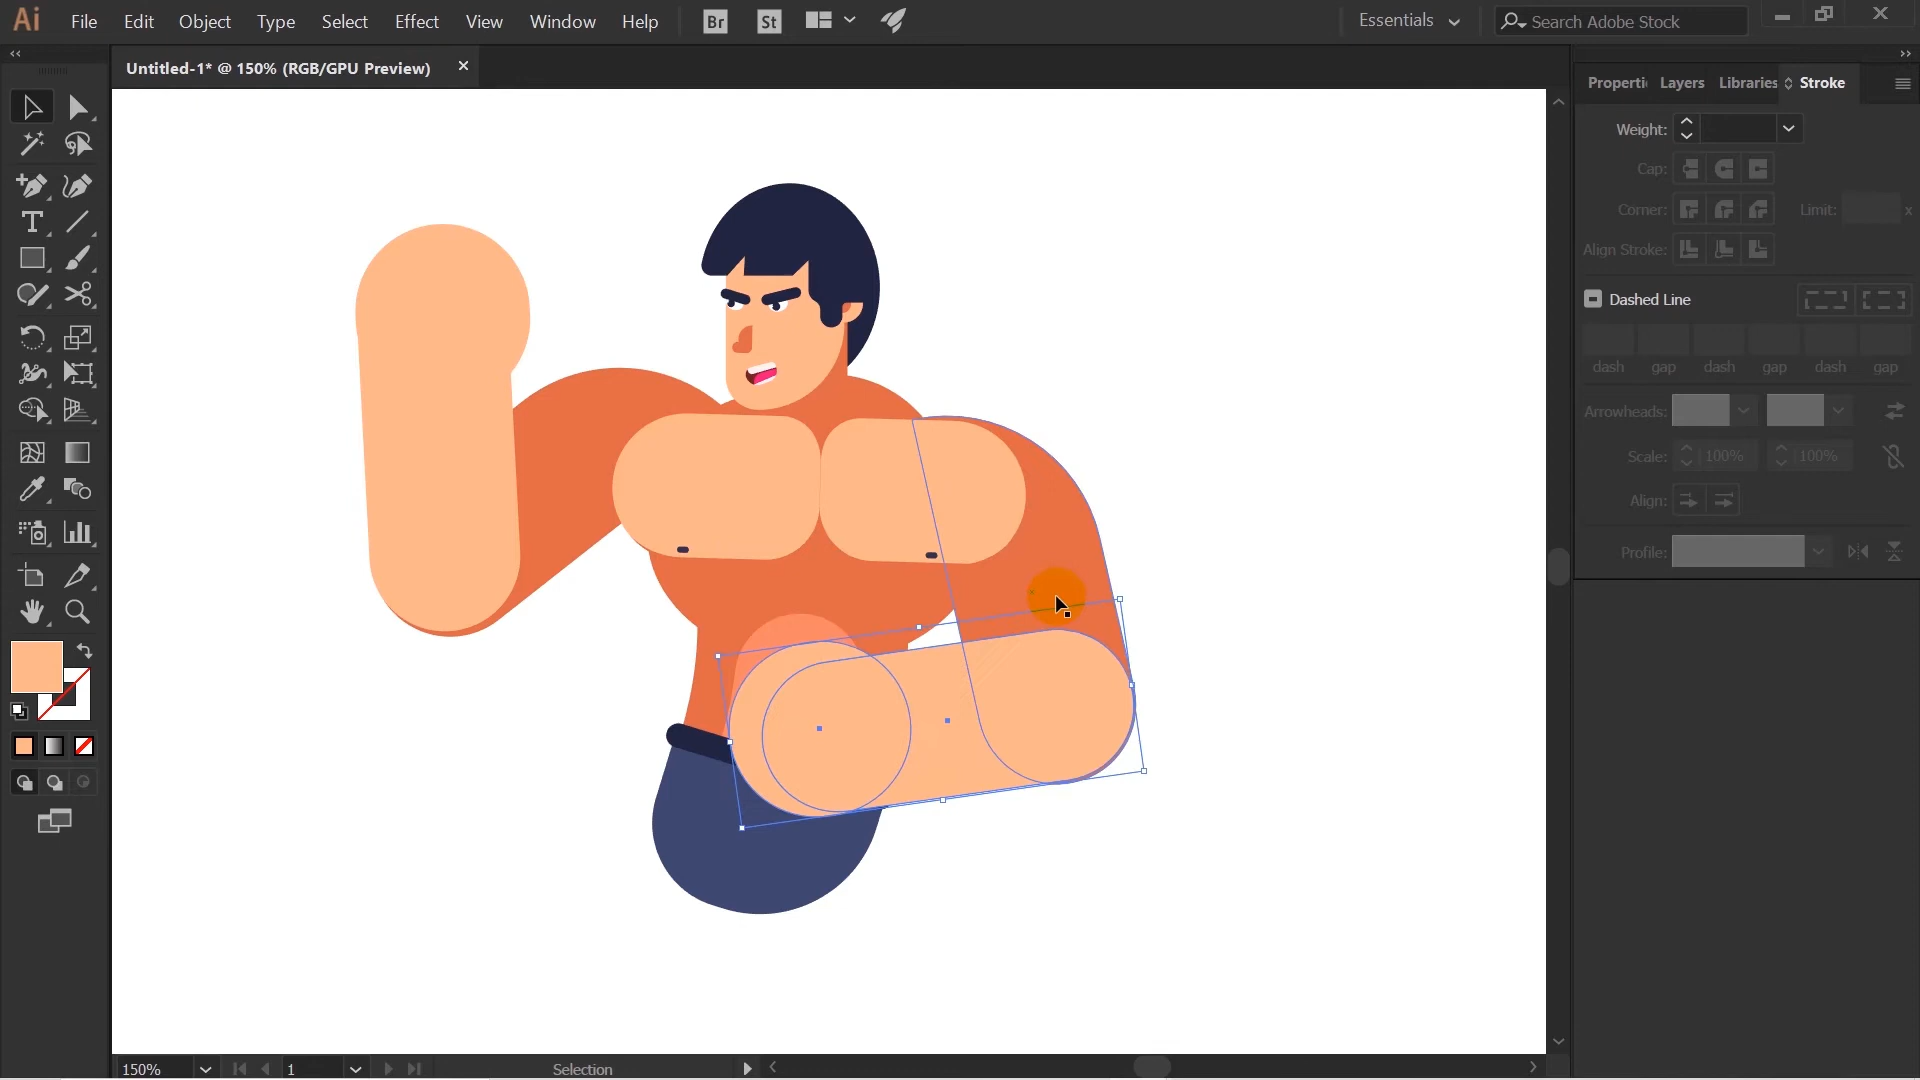 Ai File Edit Object Type Select Effect View Window Help Br St Essentials Search Adobe Stock
Untitled-1* @ 150% (RGB/GPU Preview)
Properti Layers Libraries Stroke
Weight:
Cap:
Corner: Limit: x
Align Stroke:
Dashed Line
dash gap dash gap dash gap
Arrowheads:
Scale: 100% 100%
Align:
Profile:
150% 1 Selection